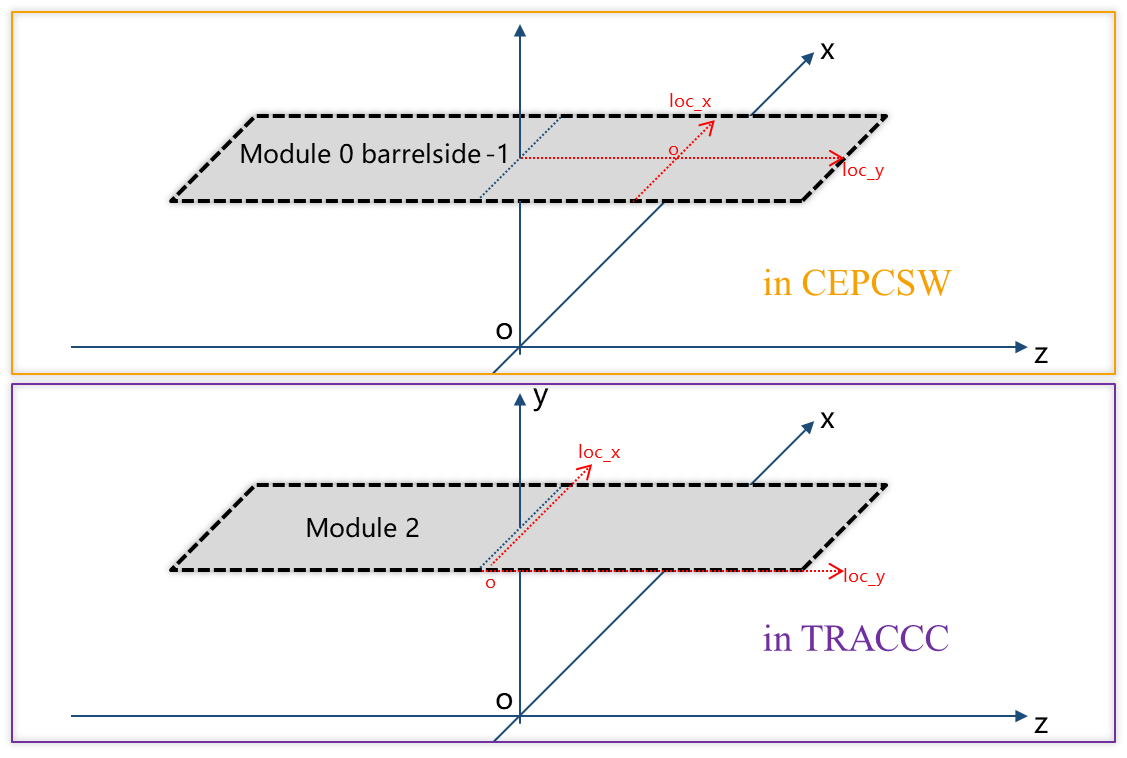 x
loc_x
Module 0 barrelside -1
o
loc_y
in CEPCSW
o
z
y
x
loc_x
Module 2
o
loc_y
in TRACCC
o
z